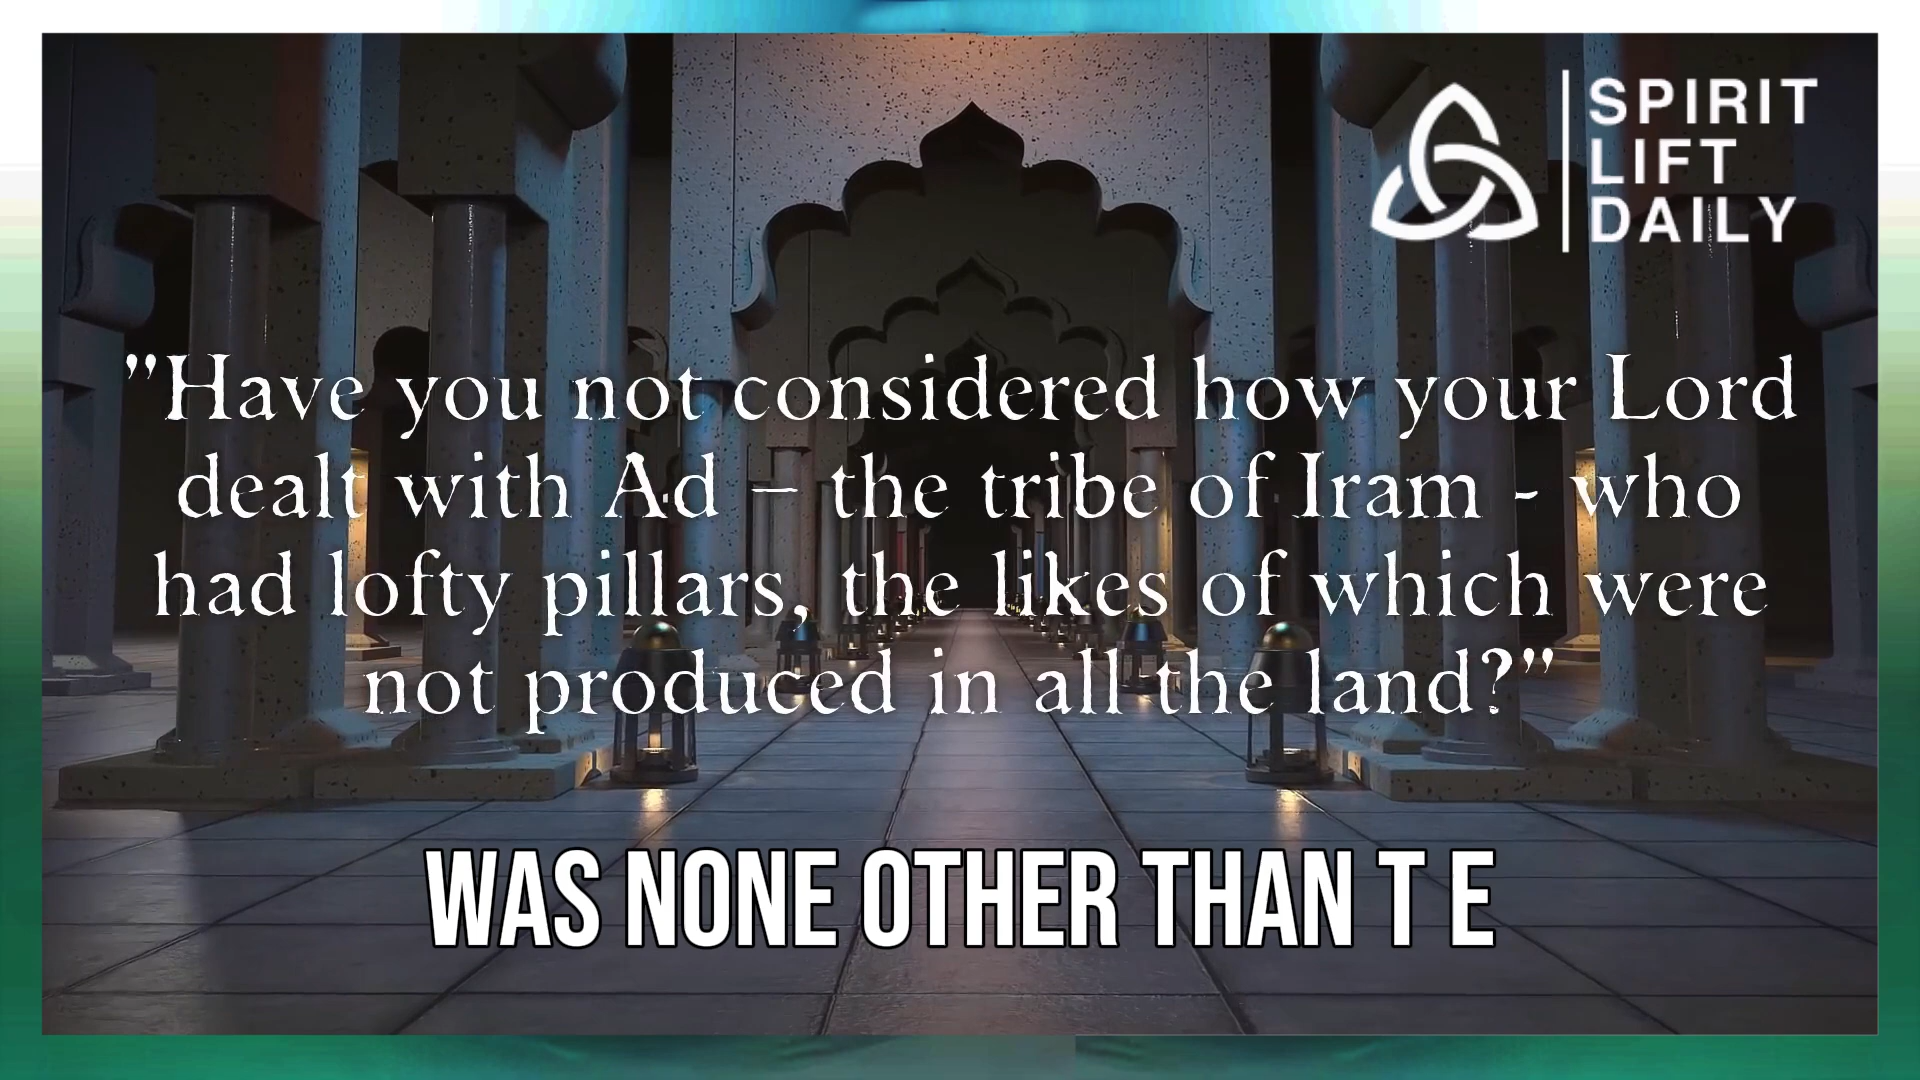 SPIRIT
LIFT
DAILY
"Have you not considered how your Lord
dealt with Ad – the tribe of Iram - who
had lofty pillars, the likes of which were
not produced in all the land?"
WAS NONE OTHER THAN T E